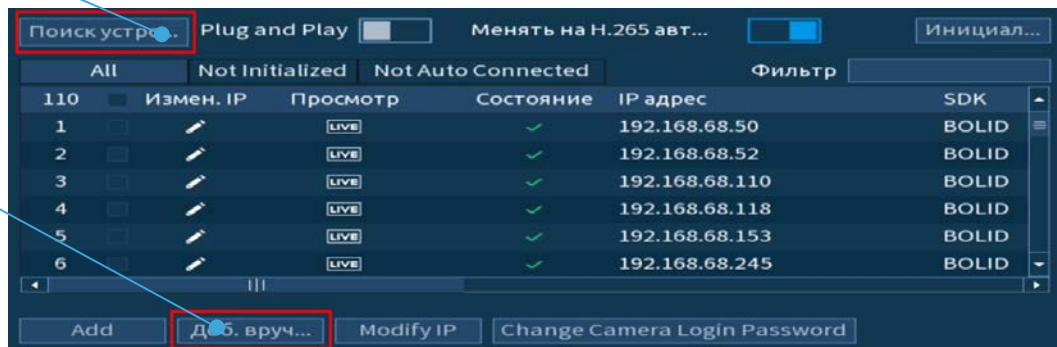 Поиск устро... Plug and Play Менять на H.265 авт... Инициал...
All Not Initialized Not Auto Connected Фильтр
110 Измен. IP Просмотр Состояние IP адрес SDK
1 LIVE 192.168.68.50 BOLID
2 LIVE 192.168.68.52 BOLID
3 LIVE 192.168.68.110 BOLID
4 LIVE 192.168.68.118 BOLID
5 LIVE 192.168.68.153 BOLID
6 LIVE 192.168.68.245 BOLID
Add Доб. вруч... Modify IP Change Camera Login Password